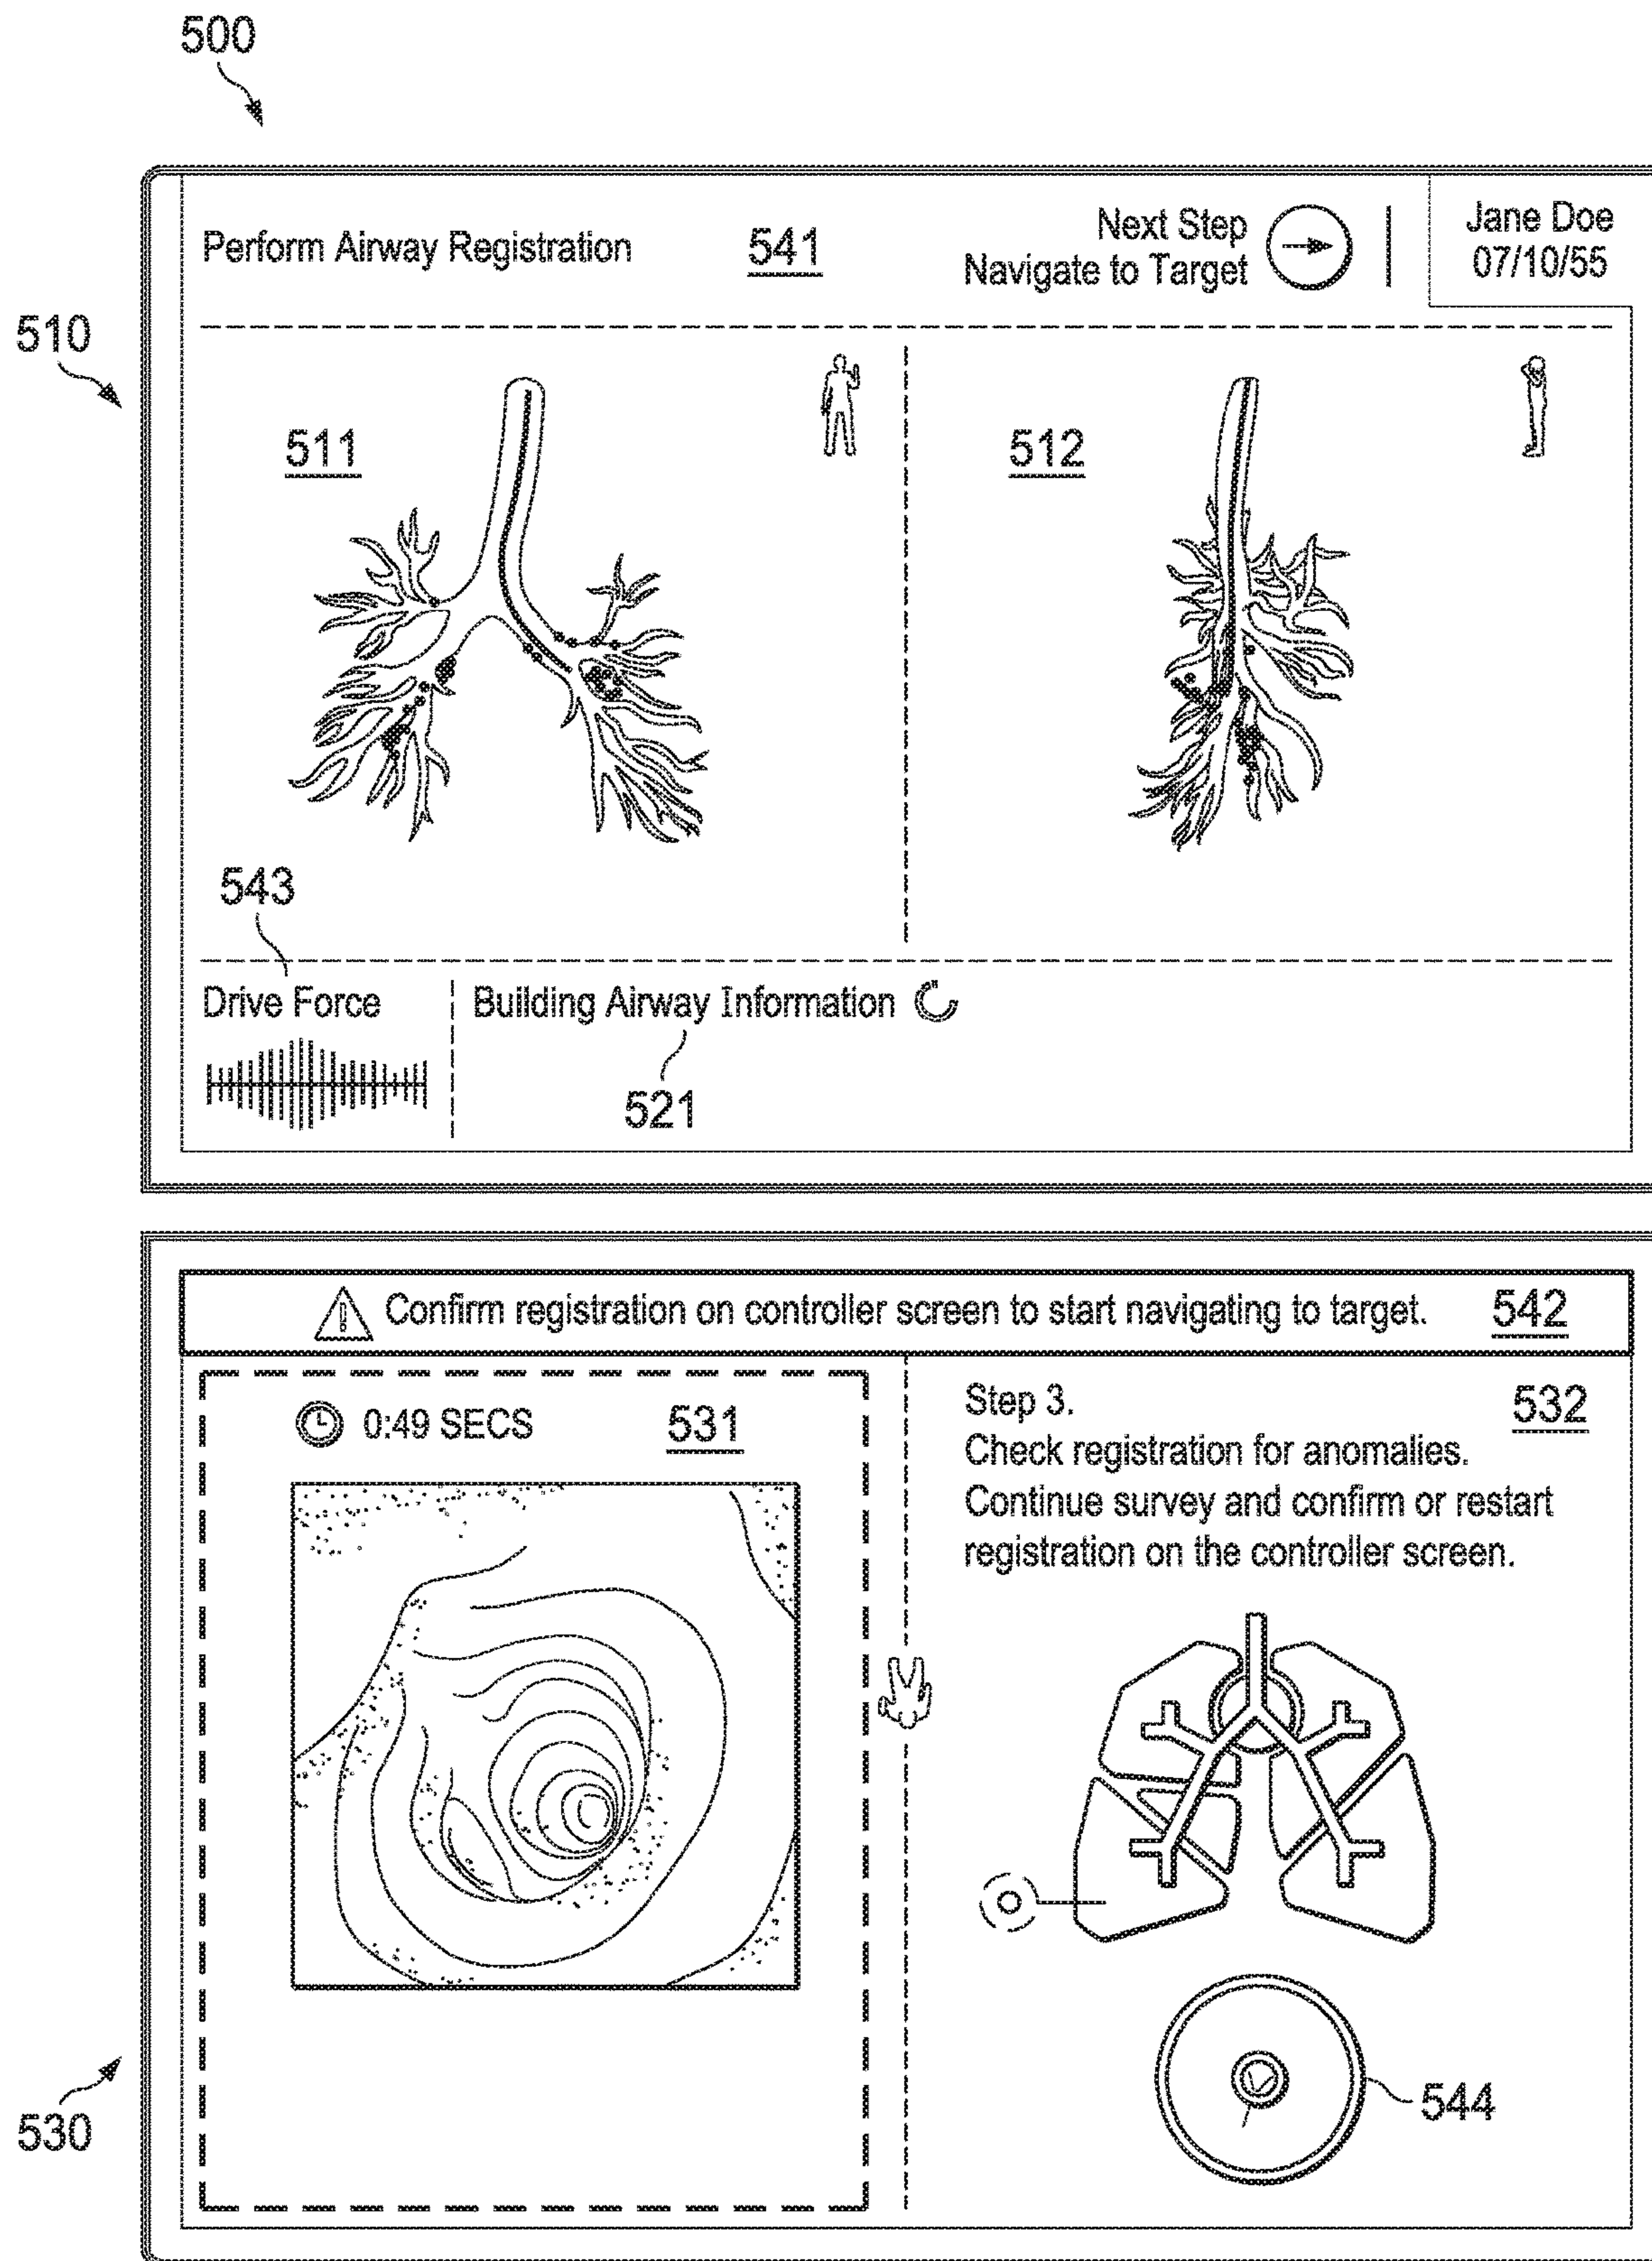 500
Perform Airway Registration
541
Next Step
Navigate to Target
Jane Doe
07/10/55
510
511
512
543
Drive Force
Building Airway Information
521
Confirm registration on controller screen to start navigating to target.
542
0:49 SECS
531
Step 3.
532
Check registration for anomalies.
Continue survey and confirm or restart
registration on the controller screen.
530
544